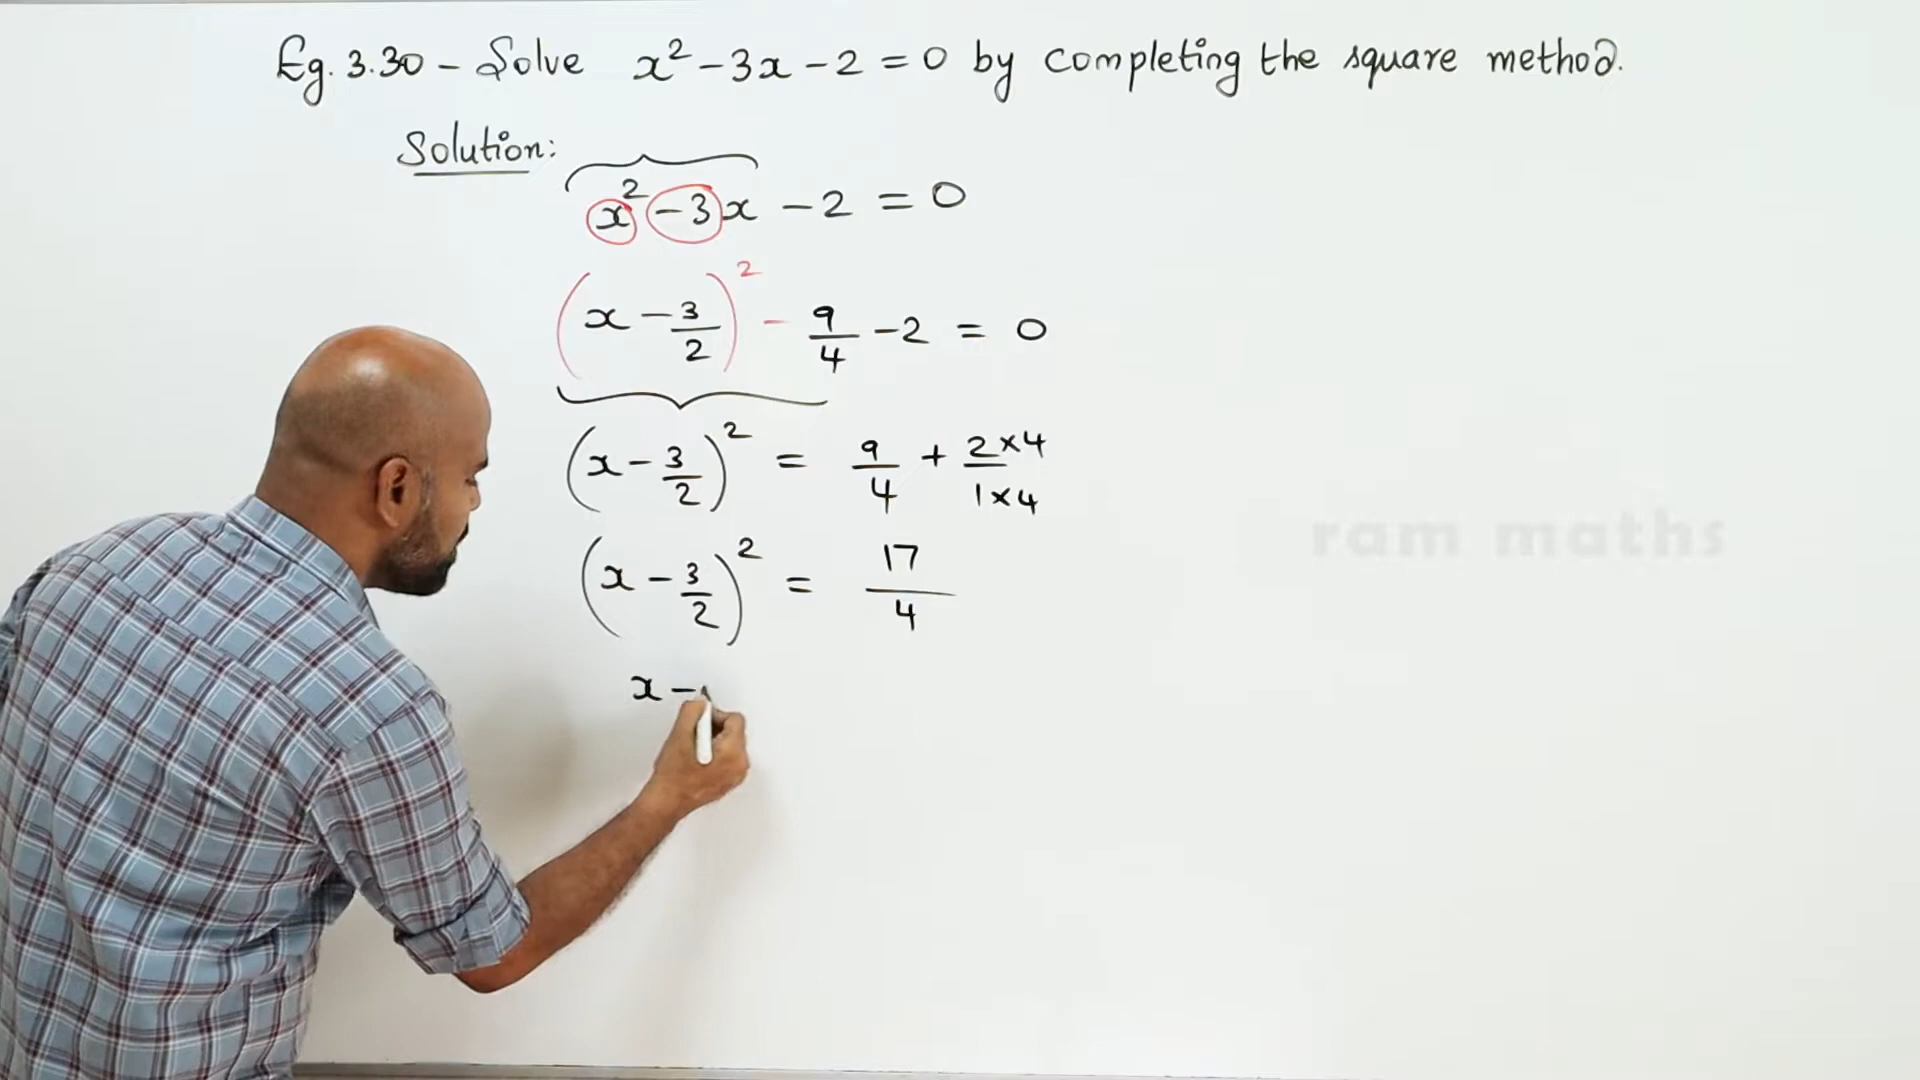 Eg. 3.30 - Solve x² - 3x - 2 = 0 by completing the square method.
Solution:
x² - 3x - 2 = 0
(x - 3/2)² - 9/4 - 2 = 0
(x - 3/2)² = 9/4 + 2×4/1×4
(x - 3/2)² = 17/4
x -
ram maths